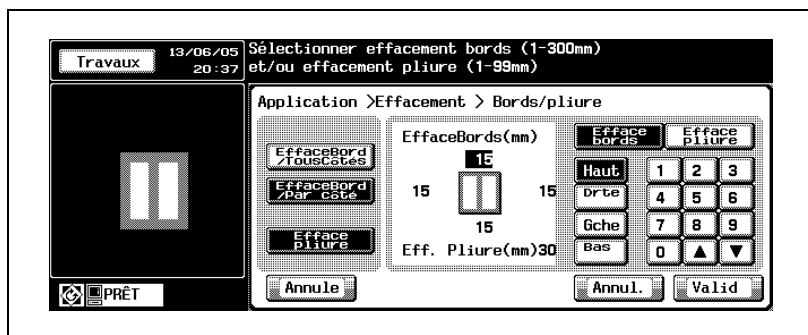 Travaux
13/06/05
20:37
Sélectionner effacement bords (1-300mm)
et/ou effacement pliure (1-99mm)
Application >Effacement > Bords/pliure
EffaceBord
/TousCôtés
EffaceBord
/Par côté
Efface
pliure
EffaceBords(mm)
15
15 15
15
Eff. Pliure(mm)30
Efface
bords
Efface
pliure
Haut 1 2 3
Drte 4 5 6
Gche 7 8 9
Bas 0 ▲ ▼
Annule
Annul.
Valid
PRÊT